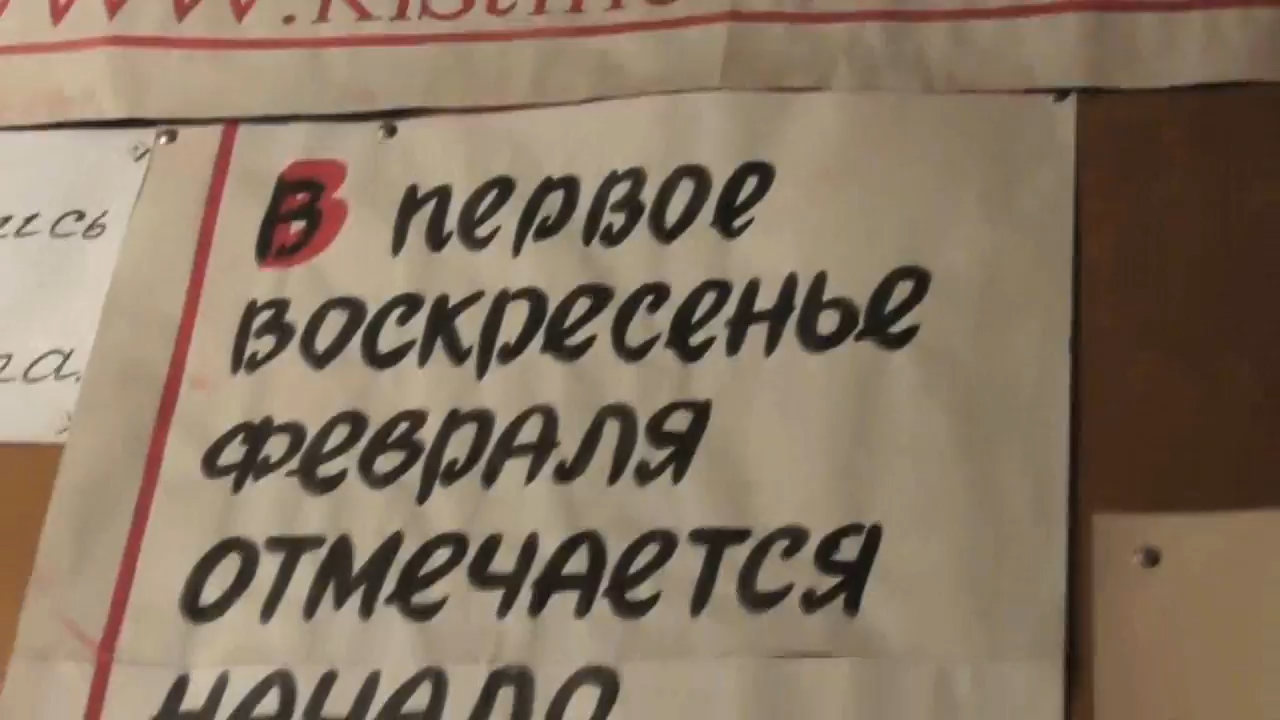 В первое
воскресенье
февраля
отмечается
начало